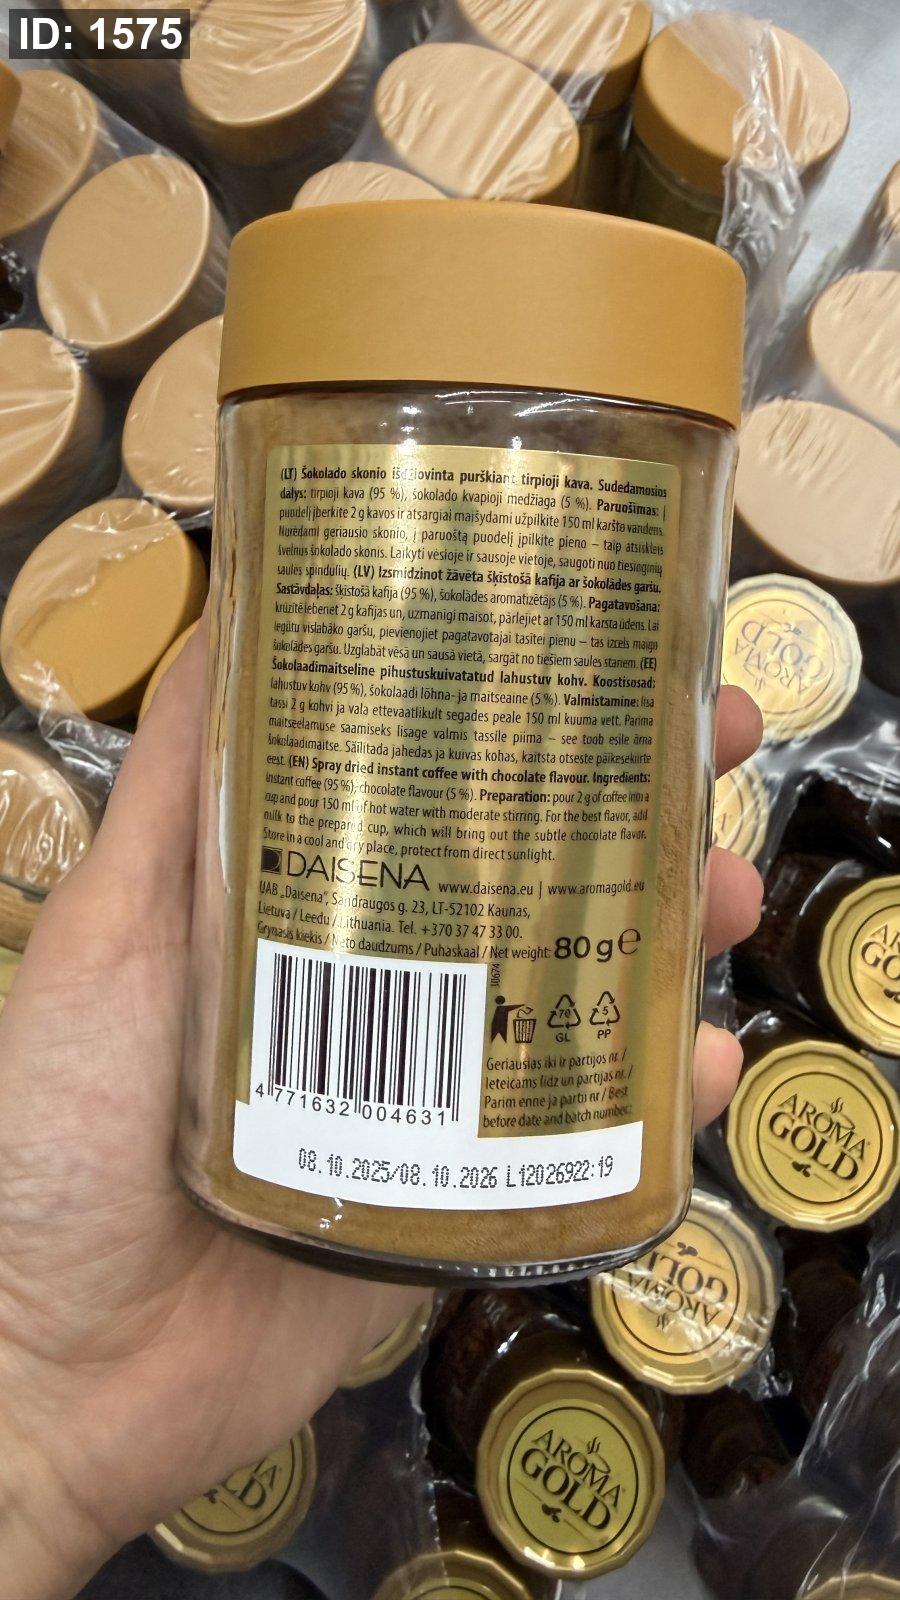 ID: 1575
(LT) Šokolado skonio išdžiovinta purškiant tirpioji kava. Sudedamosios
dalys: tirpioji kava (95 %), šokolado kvapioji medžiaga (5 %). Paruošimas: į
puodelį įberkite 2 g kavos ir atsargiai maišydami užpilkite 150 ml karšto vandens.
Norėdami geriausio skonio, į paruoštą puodelį įpilkite pieno – taip atsiskleis
švelnus šokolado skonis. Laikyti vėsioje ir sausoje vietoje, saugoti nuo tiesioginių
saulės spindulių. (LV) Izsmidzinot žāvēta šķīstošā kafija ar šokolādes garšu.
Sastāvdaļas: šķīstošā kafija (95 %), šokolādes aromatizētājs (5 %). Pagatavošana:
krūzītē ieberiet 2 g kafijas un, uzmanīgi maisot, pārlejiet ar 150 ml karsta ūdens. Lai
iegūtu vislabāko garšu, pievienojiet pagatavotajai tasītei pienu – tas izcels maigo
šokolādes garšu. Uzglabāt vēsā un sausā vietā, sargāt no tiešiem saules stariem. (EE)
Šokolaadimaitseline pihustuskuivatatud lahustuv kohv. Koostisosad:
lahustuv kohv (95 %), šokolaadi lõhna- ja maitseaine (5 %). Valmistamine: lisa
tassi 2 g kohvi ja vala ettevaatlikult segades peale 150 ml kuuma vett. Parima
maitseelamuse saamiseks lisage valmis tassile piima – see toob esile õrna
šokolaadimaitse. Säilitada jahedas ja kuivas kohas, kaitsta otseste päikesekiirte
eest. (EN) Spray dried instant coffee with chocolate flavour. Ingredients:
instant coffee (95 %), chocolate flavour (5 %). Preparation: pour 2 g of coffee into a
cup and pour 150 ml of hot water with moderate stirring. For the best flavor, add
milk to the prepared cup, which will bring out the subtle chocolate flavor.
Store in a cool and dry place, protect from direct sunlight.
DAISENA www.daisena.eu | www.aromagold.eu
UAB „Daisena“, Sandraugos g. 23, LT-52102 Kaunas,
Lietuva / Leedu / Lithuania. Tel. +370 37 47 33 00.
Grynasis kiekis / Neto daudzums / Puhaskaal / Net weight: 80 g e
10674
70
GL
5
PP
Geriausias iki ir partijos nr. /
Ieteicams līdz un partijas nr. /
Parim enne ja partii nr / Best
before date and batch number:
4 771632 004631
08.10.2025/08.10.2026 L12026922:19
AROMA
GOLD
AROMA
GOLD
AROMA
GOLD
AROMA
GOLD